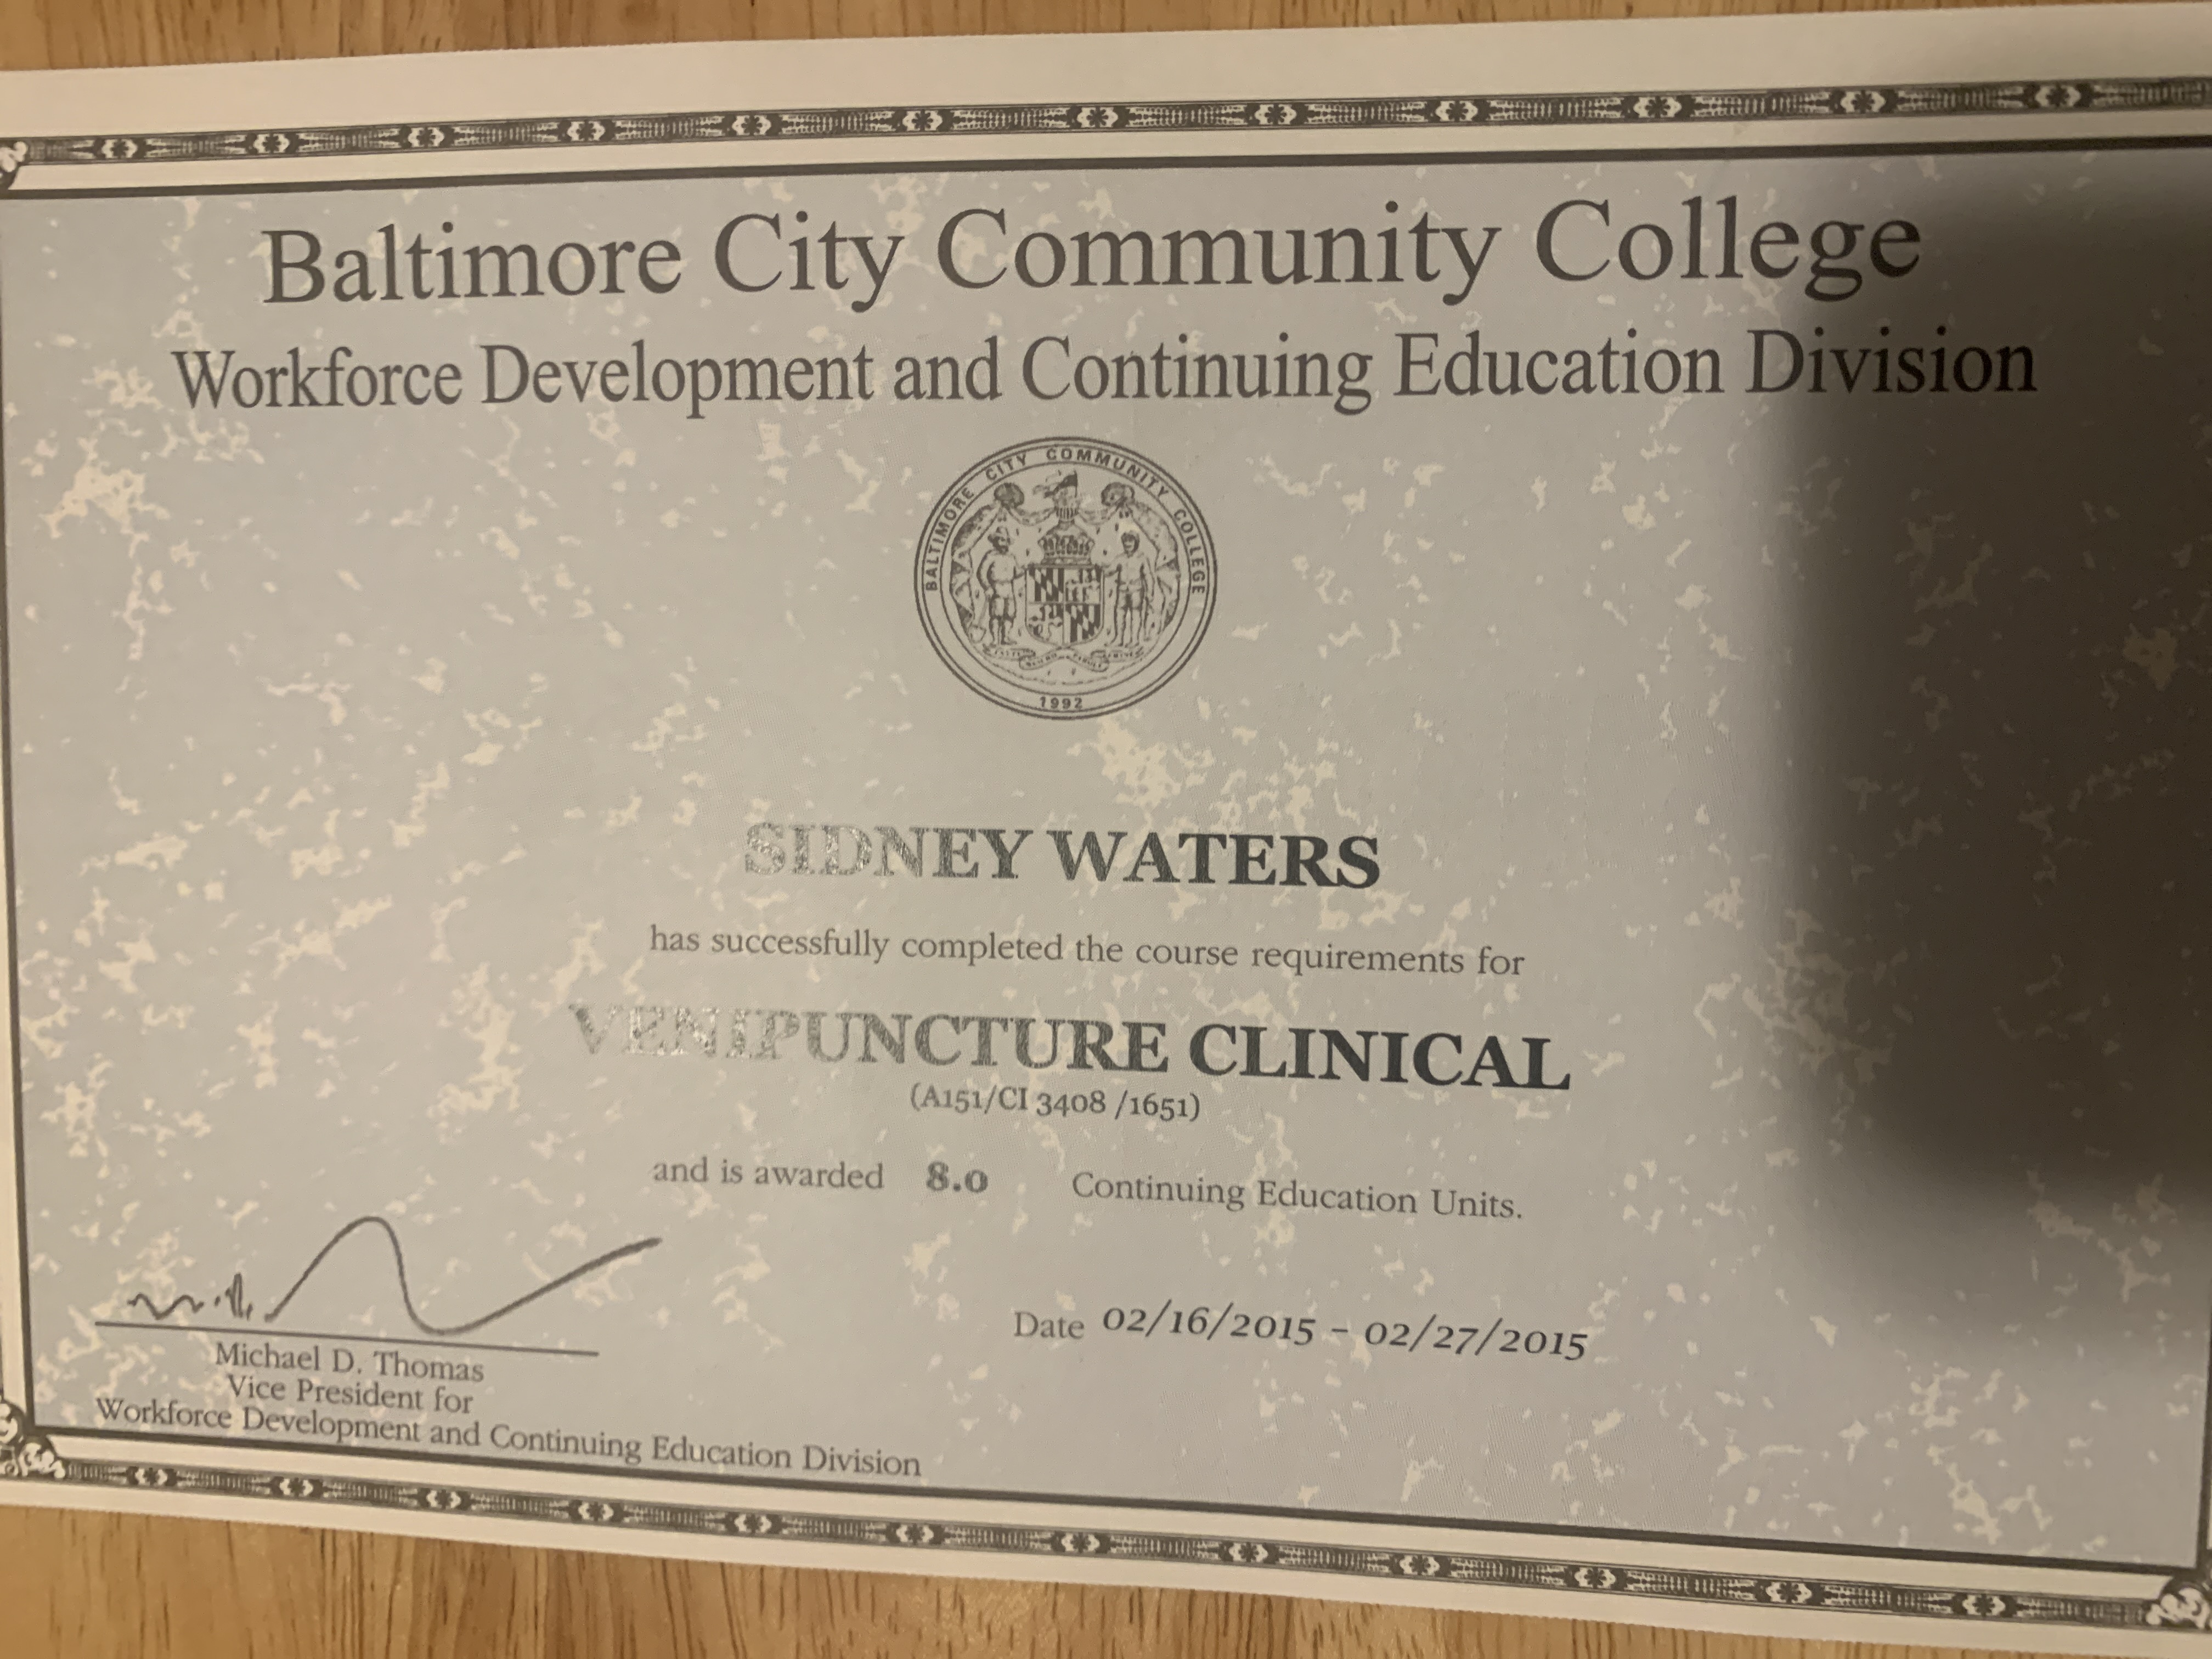 Baltimore City Community College
Workforce Development and Continuing Education Division
BALTIMORE CITY COMMUNITY COLLEGE
1992
SIDNEY WATERS
has successfully completed the course requirements for
VENIPUNCTURE CLINICAL
(A151/CI 3408 /1651)
and is awarded 8.0 Continuing Education Units.
Date 02/16/2015 – 02/27/2015
Michael D. Thomas
Vice President for
Workforce Development and Continuing Education Division